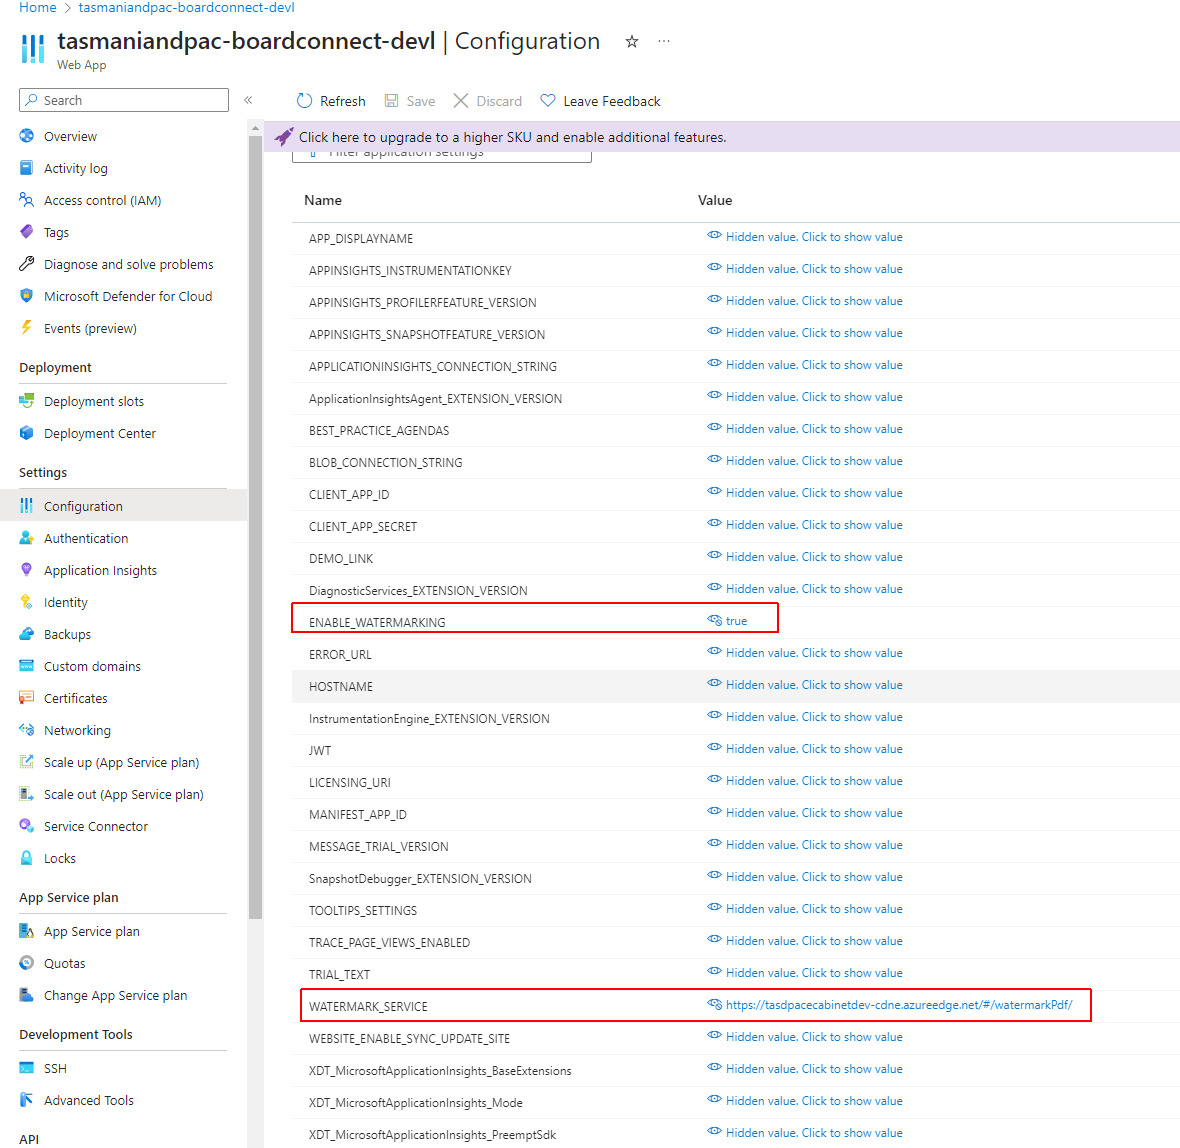 Home > tasmaniandpac-boardconnect-devl
tasmaniandpac-boardconnect-devl | Configuration
Web App
Search
Refresh
Save
Discard
Leave Feedback
Click here to upgrade to a higher SKU and enable additional features.
Filter application settings
Overview
Activity log
Access control (IAM)
Tags
Diagnose and solve problems
Microsoft Defender for Cloud
Events (preview)
Deployment
Deployment slots
Deployment Center
Settings
Configuration
Authentication
Application Insights
Identity
Backups
Custom domains
Certificates
Networking
Scale up (App Service plan)
Scale out (App Service plan)
Service Connector
Locks
App Service plan
App Service plan
Quotas
Change App Service plan
Development Tools
SSH
Advanced Tools
API
Name Value
APP_DISPLAYNAME Hidden value. Click to show value
APPINSIGHTS_INSTRUMENTATIONKEY Hidden value. Click to show value
APPINSIGHTS_PROFILERFEATURE_VERSION Hidden value. Click to show value
APPINSIGHTS_SNAPSHOTFEATURE_VERSION Hidden value. Click to show value
APPLICATIONINSIGHTS_CONNECTION_STRING Hidden value. Click to show value
ApplicationInsightsAgent_EXTENSION_VERSION Hidden value. Click to show value
BEST_PRACTICE_AGENDAS Hidden value. Click to show value
BLOB_CONNECTION_STRING Hidden value. Click to show value
CLIENT_APP_ID Hidden value. Click to show value
CLIENT_APP_SECRET Hidden value. Click to show value
DEMO_LINK Hidden value. Click to show value
DiagnosticServices_EXTENSION_VERSION Hidden value. Click to show value
ENABLE_WATERMARKING true
ERROR_URL Hidden value. Click to show value
HOSTNAME Hidden value. Click to show value
InstrumentationEngine_EXTENSION_VERSION Hidden value. Click to show value
JWT Hidden value. Click to show value
LICENSING_URI Hidden value. Click to show value
MANIFEST_APP_ID Hidden value. Click to show value
MESSAGE_TRIAL_VERSION Hidden value. Click to show value
SnapshotDebugger_EXTENSION_VERSION Hidden value. Click to show value
TOOLTIPS_SETTINGS Hidden value. Click to show value
TRACE_PAGE_VIEWS_ENABLED Hidden value. Click to show value
TRIAL_TEXT Hidden value. Click to show value
WATERMARK_SERVICE https://tasdpacecabinetdev-cdne.azureedge.net/#/watermarkPdf/
WEBSITE_ENABLE_SYNC_UPDATE_SITE Hidden value. Click to show value
XDT_MicrosoftApplicationInsights_BaseExtensions Hidden value. Click to show value
XDT_MicrosoftApplicationInsights_Mode Hidden value. Click to show value
XDT_MicrosoftApplicationInsights_PreemptSdk Hidden value. Click to show value